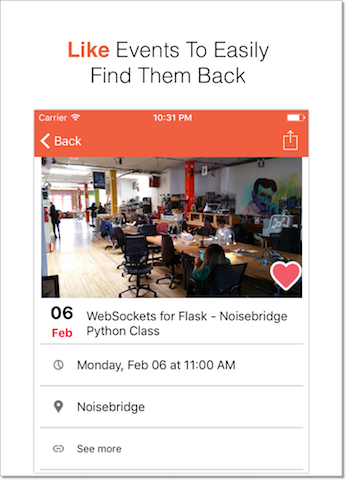 Like Events To Easily
Find Them Back
Carrier 10:31 PM
Back
06
Feb
WebSockets for Flask - Noisebridge
Python Class
Monday, Feb 06 at 11:00 AM
Noisebridge
See more